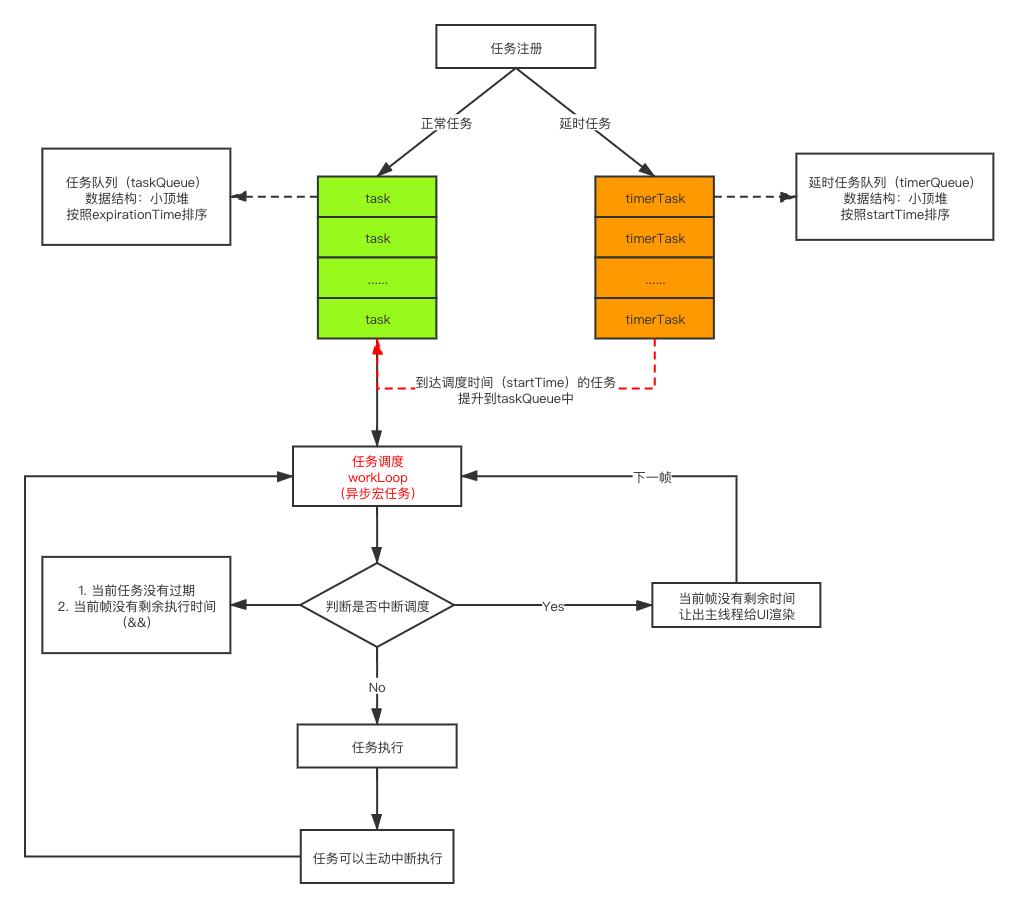 任务注册
正常任务
延时任务
任务队列（taskQueue）
数据结构：小顶堆
按照expirationTime排序
task
task
......
task
timerTask
timerTask
......
timerTask
延时任务队列（timerQueue）
数据结构：小顶堆
按照startTime排序
到达调度时间（startTime）的任务
提升到taskQueue中
任务调度
workLoop
（异步宏任务）
下一帧
1. 当前任务没有过期
2. 当前帧没有剩余执行时间
（&&）
判断是否中断调度
Yes
当前帧没有剩余时间
让出主线程给UI渲染
No
任务执行
任务可以主动中断执行